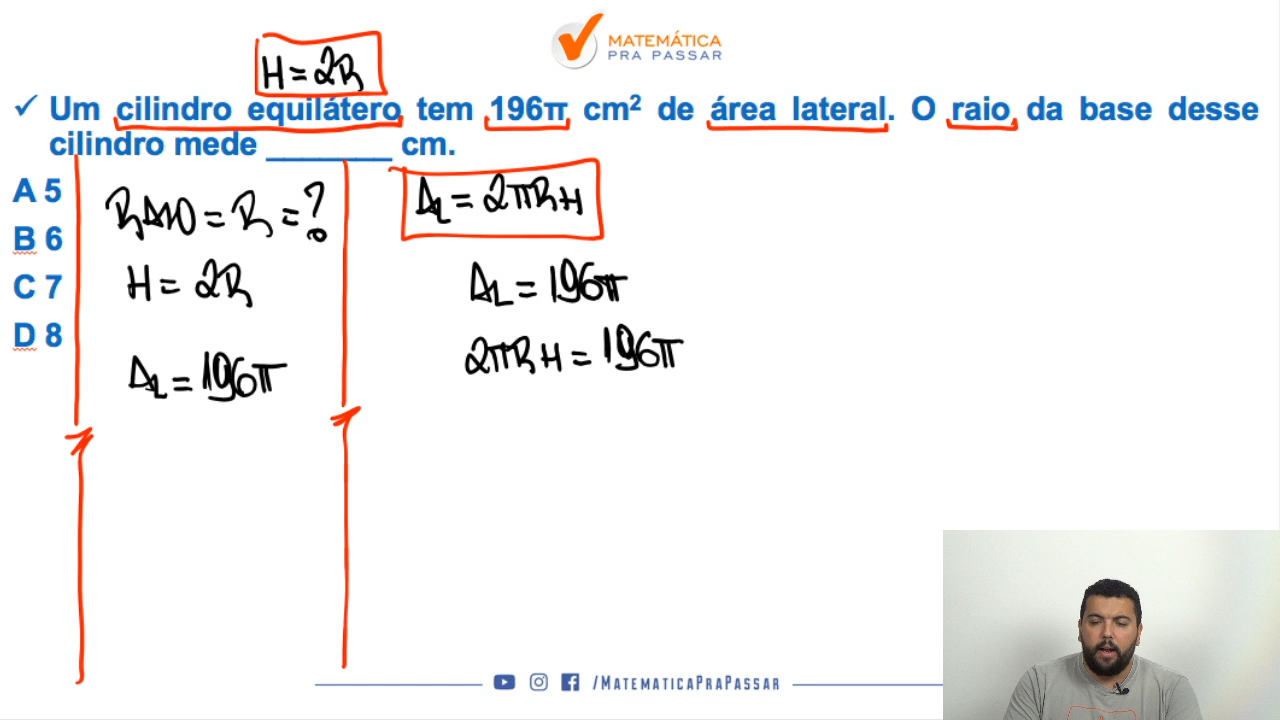 MATEMÁTICA
PRA PASSAR
H = 2R
✓ Um cilindro equilátero tem 196π cm² de área lateral. O raio da base desse
cilindro mede _______ cm.
A 5
B 6
C 7
D 8
RAIO = R = ?
H = 2R
AL = 196π
AL = 2πRH
AL = 196π
2πRH = 196π
/MATEMATICAPRAPASSAR